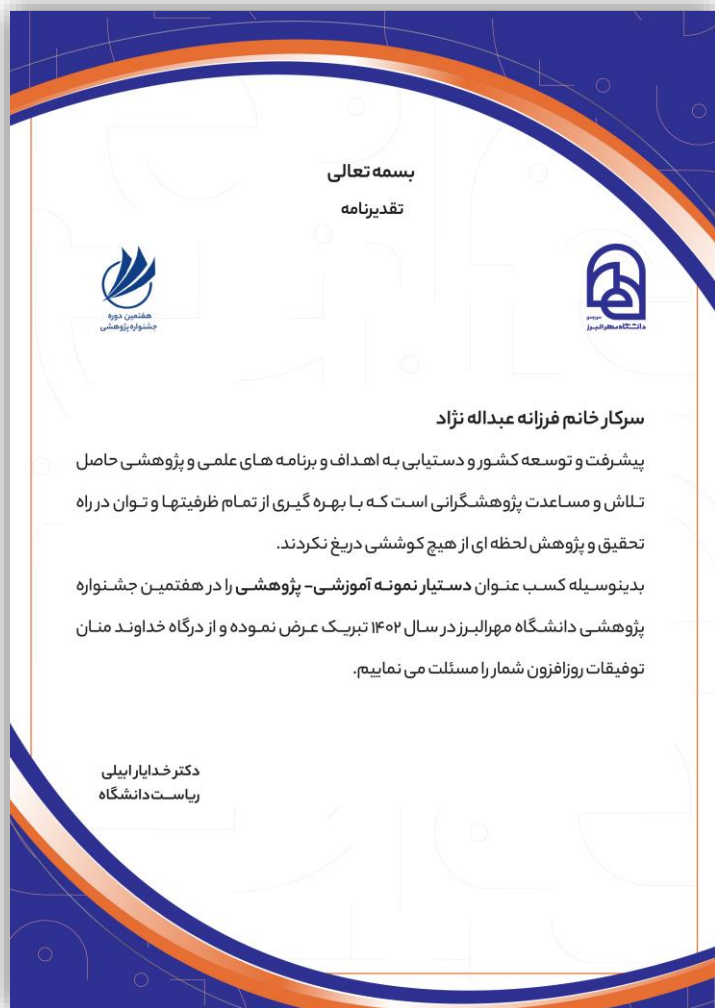 بسمه تعالی
تقدیرنامه
هفتمین دوره
جشنواره پژوهشی
دانشگاه مهرالبرز
سرکار خانم فرزانه عبداله نژاد
پیشرفت و توسعه کشور و دستیابی به اهداف و برنامه های علمی و پژوهشی حاصل
تلاش و مساعدت پژوهشگرانی است که با بهره گیری از تمام ظرفیتها و توان در راه
تحقیق و پژوهش لحظه ای از هیچ کوششی دریغ نکردند.
بدینوسیله کسب عنوان دستیار نمونه آموزشی- پژوهشی را در هفتمین جشنواره
پژوهشی دانشگاه مهرالبرز در سال ۱۴۰۲ تبریک عرض نموده و از درگاه خداوند منان
توفیقات روزافزون شمار را مسئلت می نماییم.
دکتر خدایار ابیلی
ریاست دانشگاه